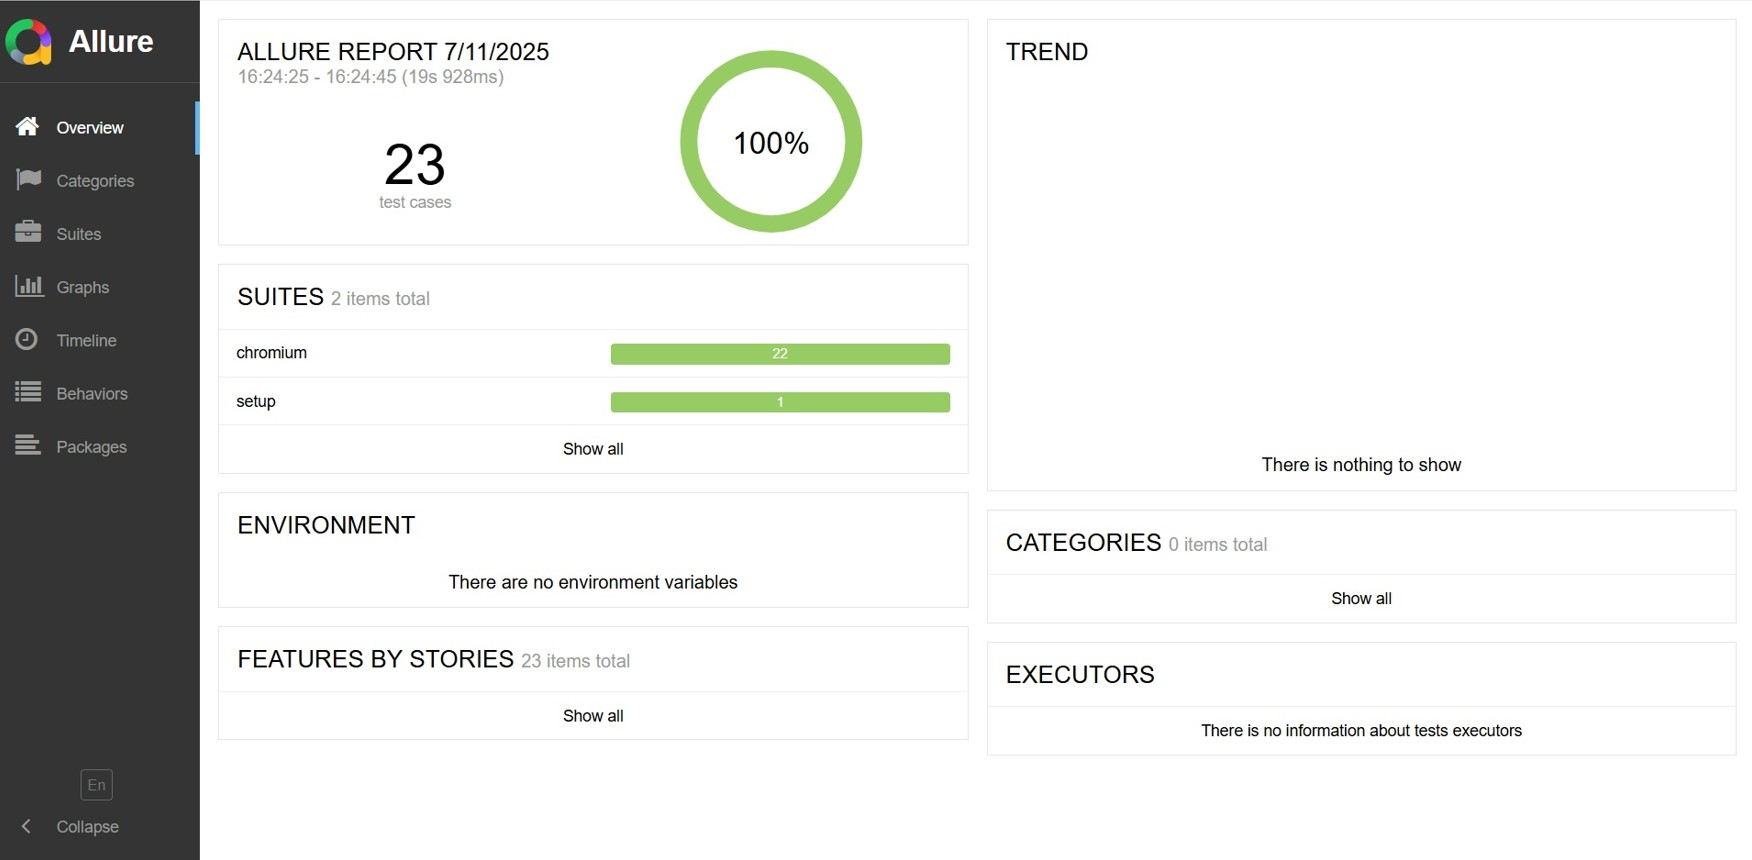 Allure
Overview
Categories
Suites
Graphs
Timeline
Behaviors
Packages
En
Collapse
ALLURE REPORT 7/11/2025
16:24:25 - 16:24:45 (19s 928ms)
23
test cases
100%
SUITES 2 items total
chromium 22
setup 1
Show all
ENVIRONMENT
There are no environment variables
FEATURES BY STORIES 23 items total
Show all
TREND
There is nothing to show
CATEGORIES 0 items total
Show all
EXECUTORS
There is no information about tests executors